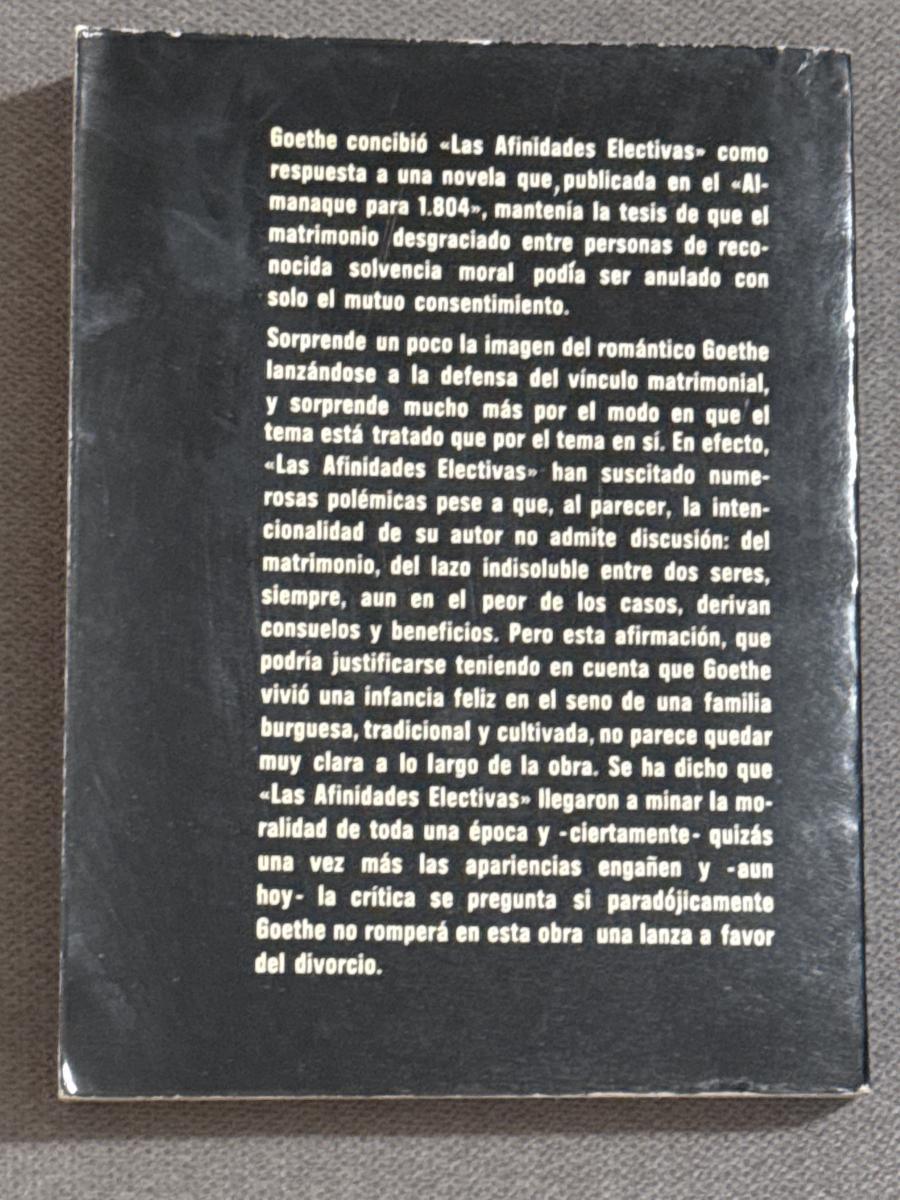 Goethe concibió «Las Afinidades Electivas» como
respuesta a una novela que, publicada en el «Al-
manaque para 1.804», mantenía la tesis de que el
matrimonio desgraciado entre personas de reco-
nocida solvencia moral podía ser anulado con
solo el mutuo consentimiento.
Sorprende un poco la imagen del romántico Goethe
lanzándose a la defensa del vínculo matrimonial,
y sorprende mucho más por el modo en que el
tema está tratado que por el tema en sí. En efecto,
«Las Afinidades Electivas» han suscitado nume-
rosas polémicas pese a que, al parecer, la inten-
cionalidad de su autor no admite discusión: del
matrimonio, del lazo indisoluble entre dos seres,
siempre, aun en el peor de los casos, derivan
consuelos y beneficios. Pero esta afirmación, que
podría justificarse teniendo en cuenta que Goethe
vivió una infancia feliz en el seno de una familia
burguesa, tradicional y cultivada, no parece quedar
muy clara a lo largo de la obra. Se ha dicho que
«Las Afinidades Electivas» llegaron a minar la mo-
ralidad de toda una época y -ciertamente- quizás
una vez más las apariencias engañen y -aun
hoy- la crítica se pregunta si paradójicamente
Goethe no romperá en esta obra una lanza a favor
del divorcio.